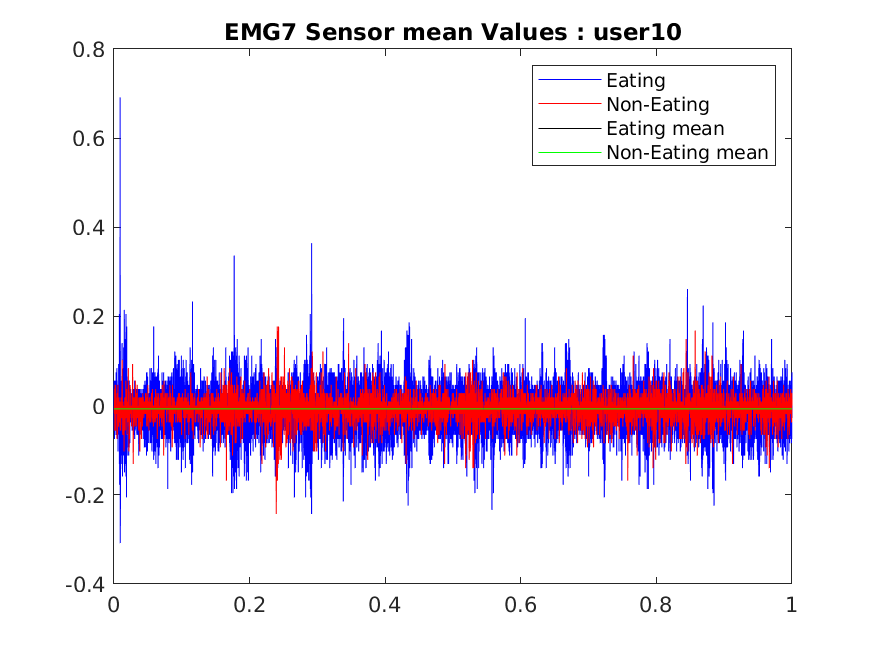 EMG7 Sensor mean Values : user10
0.8
Eating
Non-Eating
Eating mean
Non-Eating mean
0.6
0.4
0.2
0
-0.2
-0.4
0 0.2 0.4 0.6 0.8 1